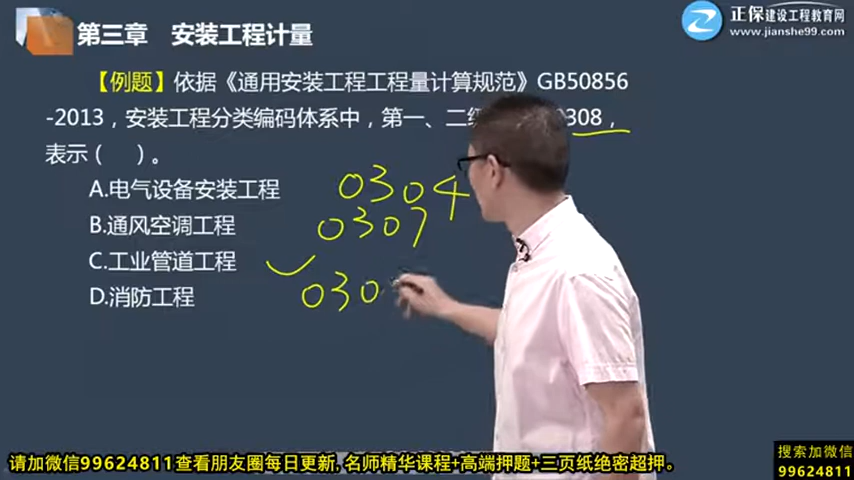 第三章 安装工程计量
正保建设工程教育网
www.jianshe99.com
【例题】依据《通用安装工程工程量计算规范》GB50856
-2013，安装工程分类编码体系中，第一、二 308，
表示（ ）。
A.电气设备安装工程
0304
B.通风空调工程
0307
C.工业管道工程
D.消防工程
030
请加微信99624811查看朋友圈每日更新,名师精华课程+高端押题+三页纸绝密超押。
搜索加微信
99624811